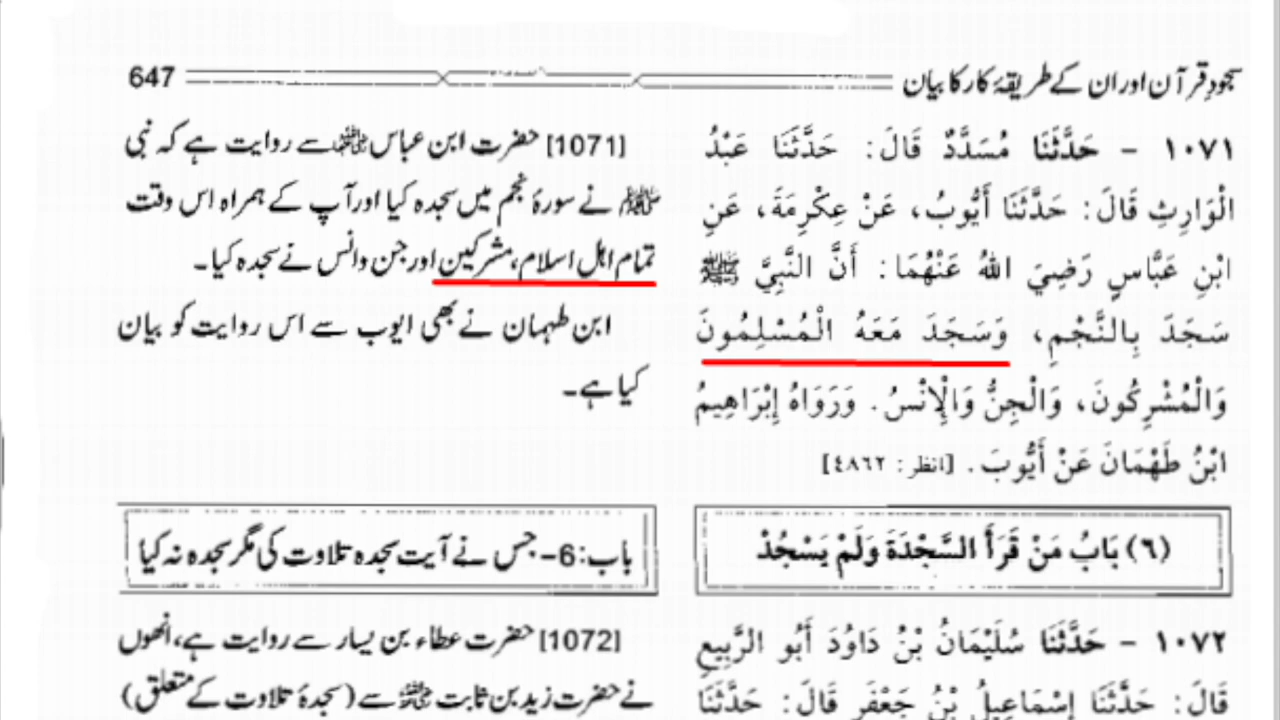 سجودِ قرآن اور ان کے طریقۂ کار کا بیان 647
١٠٧١ - حَدَّثَنَا مُسَدَّدٌ قَالَ: حَدَّثَنَا عَبْدُ
الْوَارِثِ قَالَ: حَدَّثَنَا أَيُّوبُ، عَنْ عِكْرِمَةَ، عَنِ
ابْنِ عَبَّاسٍ رَضِيَ اللهُ عَنْهُمَا: أَنَّ النَّبِيَّ ﷺ
سَجَدَ بِالنَّجْمِ، وَسَجَدَ مَعَهُ الْمُسْلِمُونَ
وَالْمُشْرِكُونَ، وَالْجِنُّ وَالْإِنْسُ. وَرَوَاهُ إِبْرَاهِيمُ
ابْنُ طَهْمَانَ عَنْ أَيُّوبَ. [انظر: ٤٨٦٢]
[1071] حضرت ابن عباس ؓ سے روایت ہے کہ نبی
ﷺ نے سورۂ نجم میں سجدہ کیا اور آپ کے ہمراہ اس وقت
تمام اہل اسلام، مشرکین اور جن و انس نے سجدہ کیا۔
ابن طہمان نے بھی ایوب سے اس روایت کو بیان
کیا ہے۔
(٦) بَابُ مَنْ قَرَأَ السَّجْدَةَ وَلَمْ يَسْجُدْ
باب: 6- جس نے آیت سجدہ تلاوت کی مگر سجدہ نہ کیا
١٠٧٢ - حَدَّثَنَا سُلَيْمَانُ بْنُ دَاوُدَ أَبُو الرَّبِيعِ
قَالَ: حَدَّثَنَا إِسْمَاعِيلُ بْنُ جَعْفَرٍ قَالَ: حَدَّثَنَا
[1072] حضرت عطاء بن یسار سے روایت ہے، انھوں
نے حضرت زید بن ثابت ؓ سے (سجدۂ تلاوت کے متعلق)